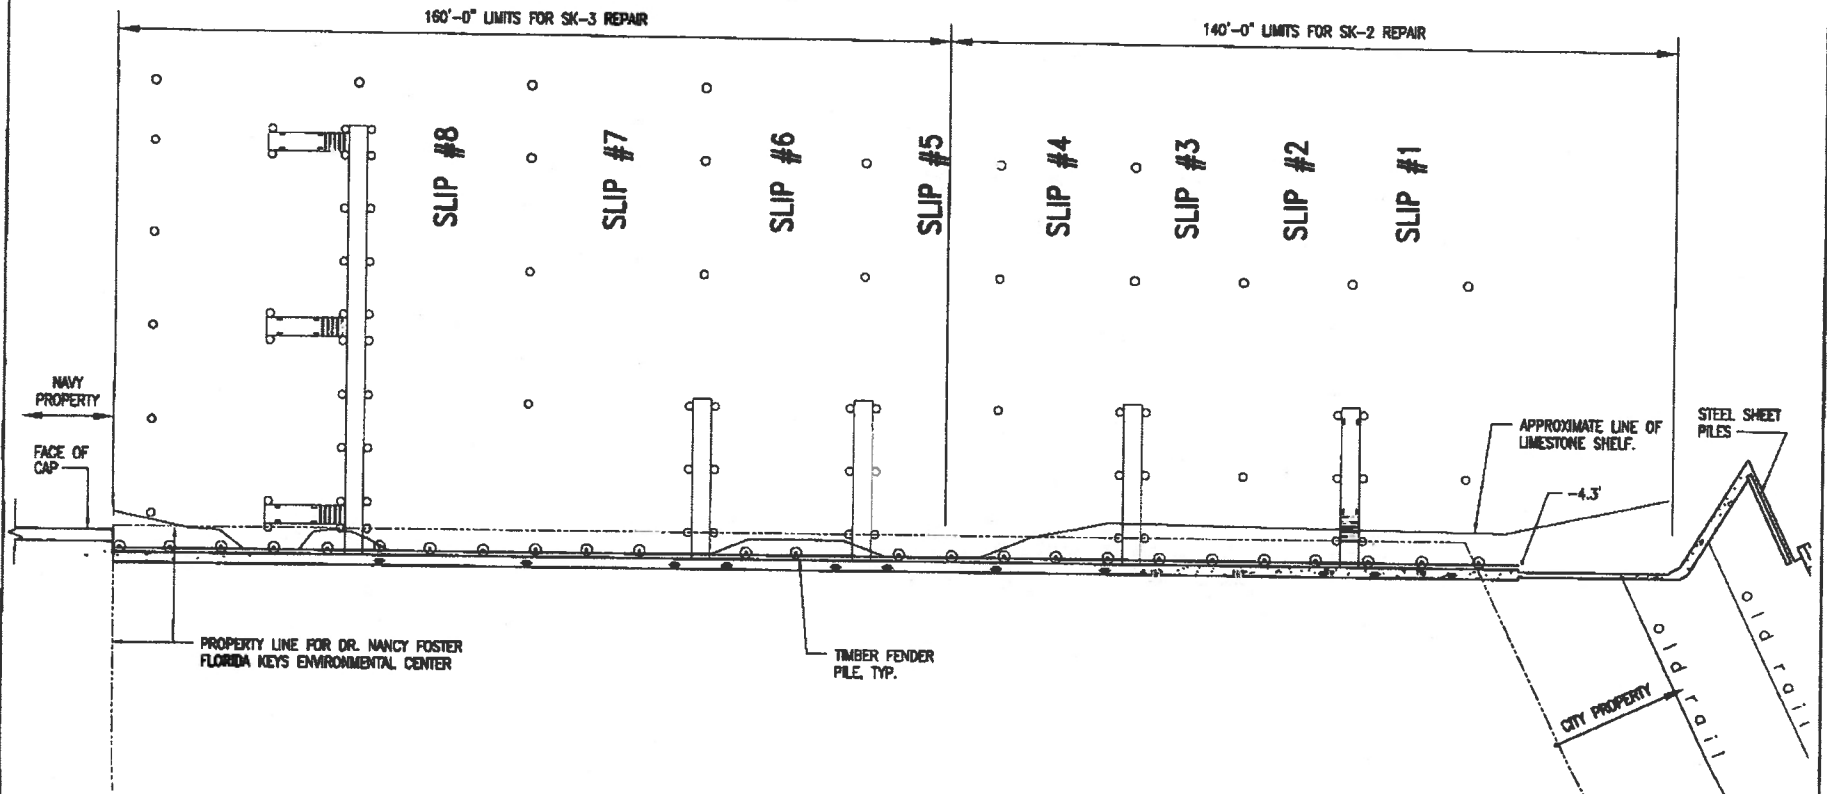 160'-0" LIMITS FOR SK-3 REPAIR
140'-0" LIMITS FOR SK-2 REPAIR
SLIP #8
SLIP #7
SLIP #6
SLIP #5
SLIP #4
SLIP #3
SLIP #2
SLIP #1
NAVY
PROPERTY
FACE OF
CAP
APPROXIMATE LINE OF
LIMESTONE SHELF.
STEEL SHEET
PILES
-4.3'
PROPERTY LINE FOR DR. NANCY FOSTER
FLORIDA KEYS ENVIRONMENTAL CENTER
TIMBER FENDER
PILE, TYP.
CITY PROPERTY
old rail
old rail